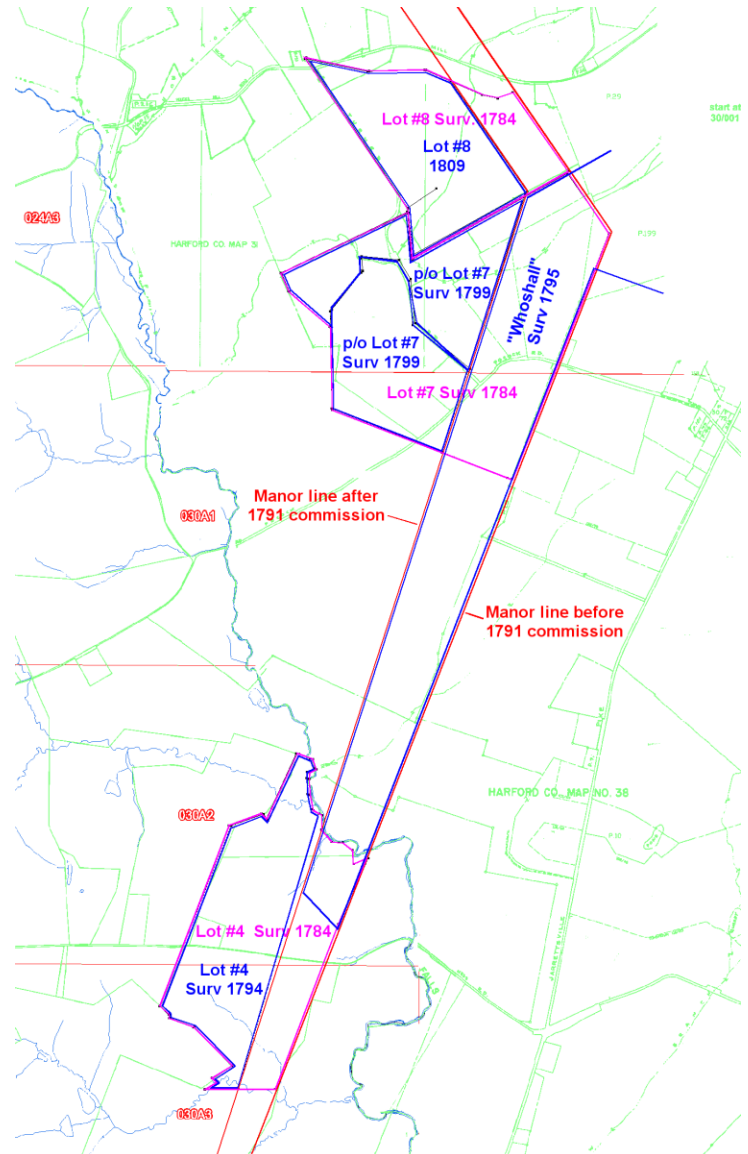 Lot #8 Surv. 1784
Lot #8
1809
start at
30/001
P.199
024A3
HARFORD CO. MAP 31
p/o Lot #7
Surv 1799
"Whoshall"
Surv 1795
p/o Lot #7
Surv 1799
Lot #7 Surv 1784
Manor line after
1791 commission
030A1
Manor line before
1791 commission
HARFORD CO. MAP NO. 38
030A2
Lot #4 Surv 1784
Lot #4
Surv 1794
JARRETTSVILLE
030A3